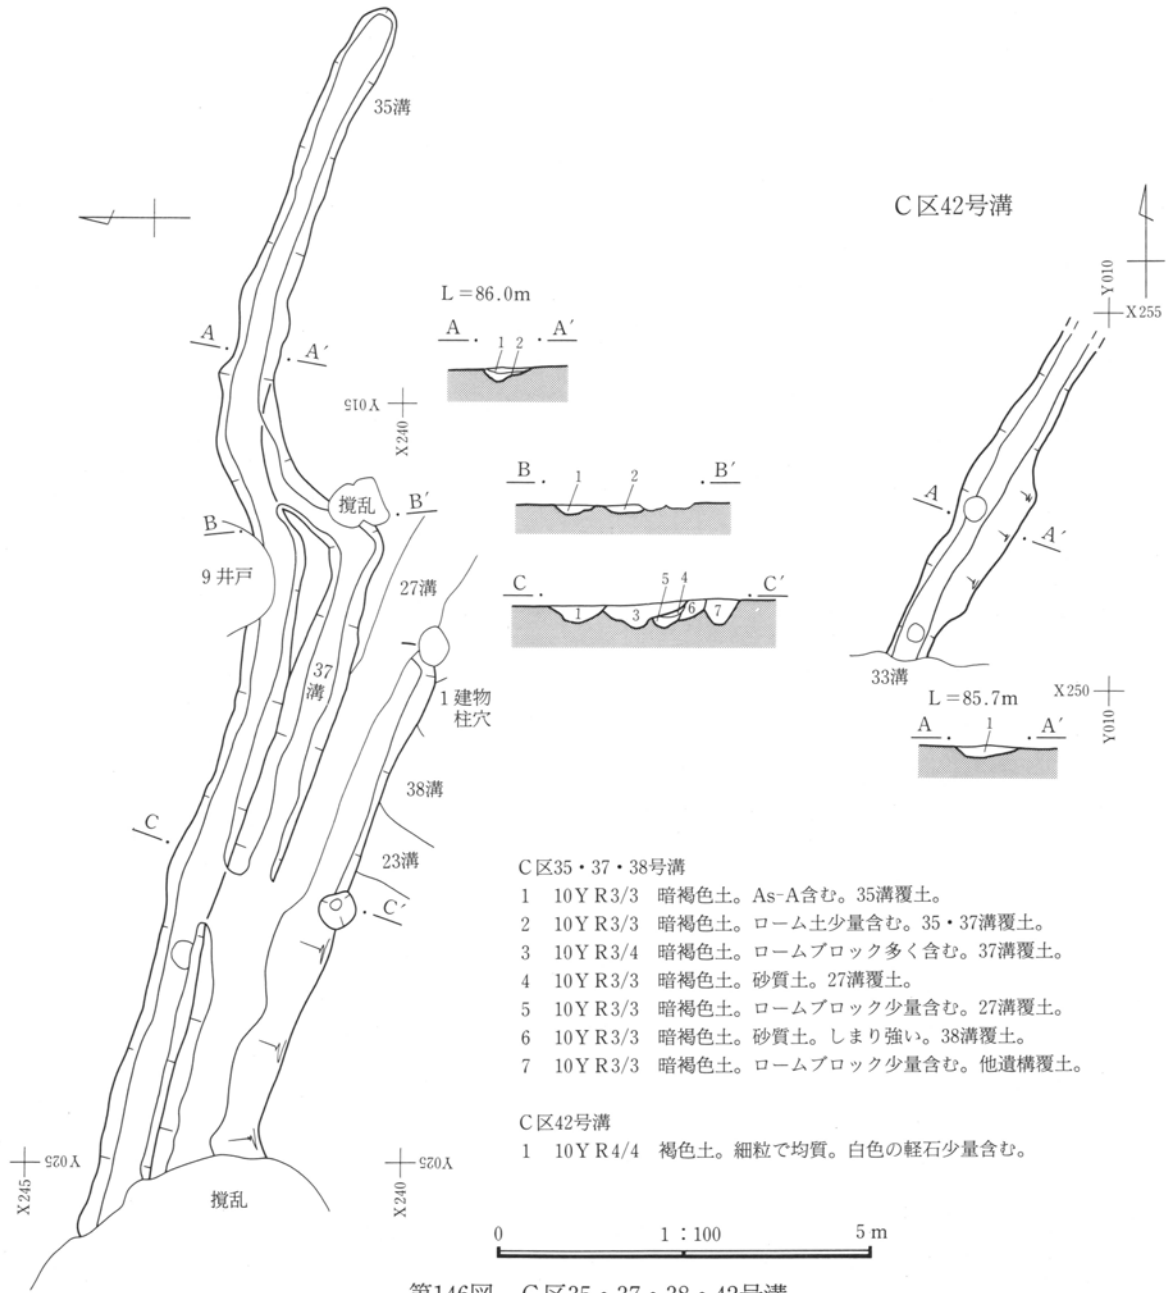 35溝
C区42号溝
Y010
X255
L=86.0m
A
A′
1
2
A
A′
Y015
X240
B
B′
1
2
撹乱
B′
B
9井戸
27溝
A
A′
C
C′
5
4
1
3
6
7
37
溝
1建物
柱穴
33溝
L=85.7m
X250
Y010
A
A′
1
38溝
C
23溝
C′
C区35・37・38号溝
1 10YR3/3 暗褐色土。As-A含む。35溝覆土。
2 10YR3/3 暗褐色土。ローム土少量含む。35・37溝覆土。
3 10YR3/4 暗褐色土。ロームブロック多く含む。37溝覆土。
4 10YR3/3 暗褐色土。砂質土。27溝覆土。
5 10YR3/3 暗褐色土。ロームブロック少量含む。27溝覆土。
6 10YR3/3 暗褐色土。砂質土。しまり強い。38溝覆土。
7 10YR3/3 暗褐色土。ロームブロック少量含む。他遺構覆土。
C区42号溝
1 10YR4/4 褐色土。細粒で均質。白色の軽石少量含む。
Y025
X245
Y025
X240
撹乱
0 1:100 5m
第146図 C区35・37・38・42号溝